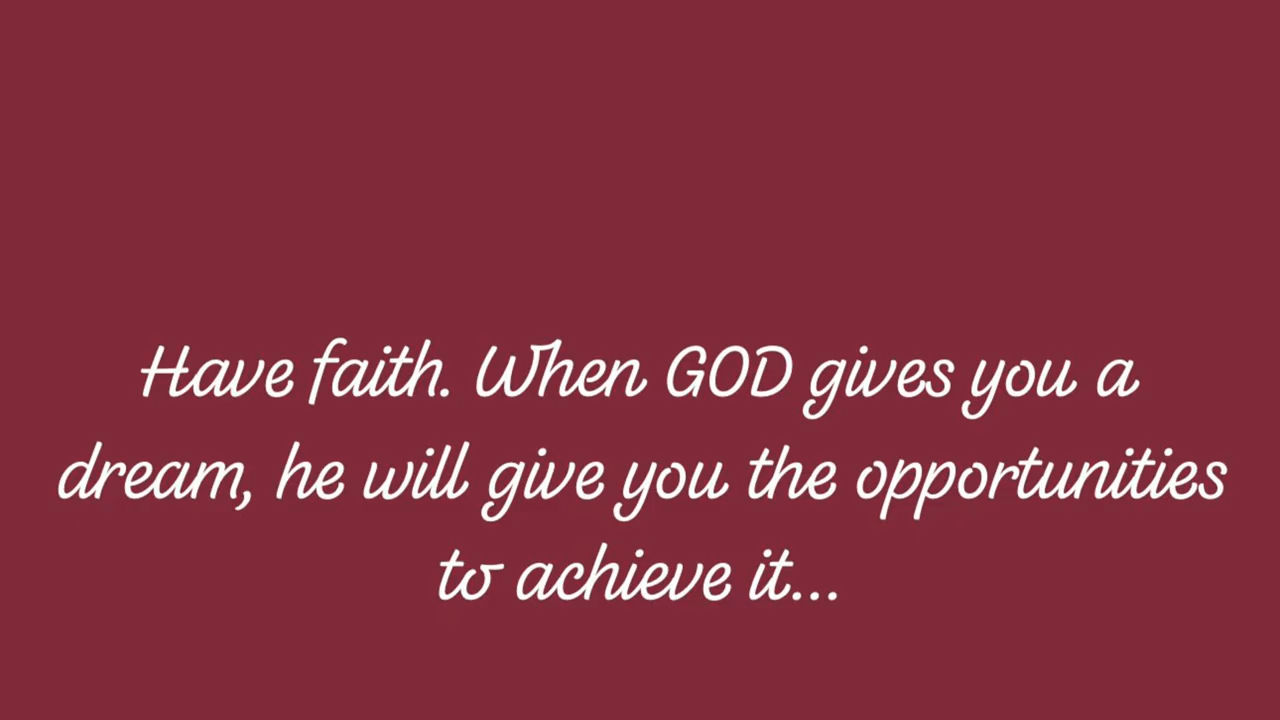 Have faith. When GOD gives you a
dream, he will give you the opportunities
to achieve it...